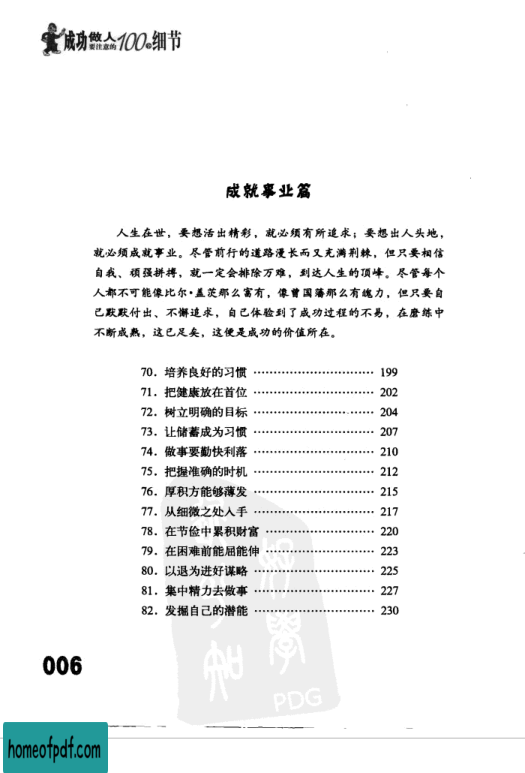 成功做人要注意的100个细节
成就事业篇
人生在世，要想活出精彩，就必须有所追求；要想出人头地，
就必须成就事业。尽管前行的道路漫长而又充满荆棘，但只要相信
自我、顽强拼搏，就一定会排除万难，到达人生的顶峰。尽管每个
人都不可能像比尔·盖茨那么富有，像曾国藩那么有魄力，但只要自
己默默付出、不懈追求，自己体验到了成功过程的不易，在磨练中
不断成熟，这已足矣，这便是成功的价值所在。
70．培养良好的习惯 ………………………… 199
71．把健康放在首位 ………………………… 202
72．树立明确的目标 ………………………… 204
73．让储蓄成为习惯 ………………………… 207
74．做事要勤快利落 ………………………… 210
75．把握准确的时机 ………………………… 212
76．厚积方能够薄发 ………………………… 215
77．从细微之处入手 ………………………… 217
78．在节俭中累积财富 ……………………… 220
79．在困难前能屈能伸 ……………………… 223
80．以退为进好谋略 ………………………… 225
81．集中精力去做事 ………………………… 227
82．发掘自己的潜能 ………………………… 230
006
PDG
homeofpdf.com